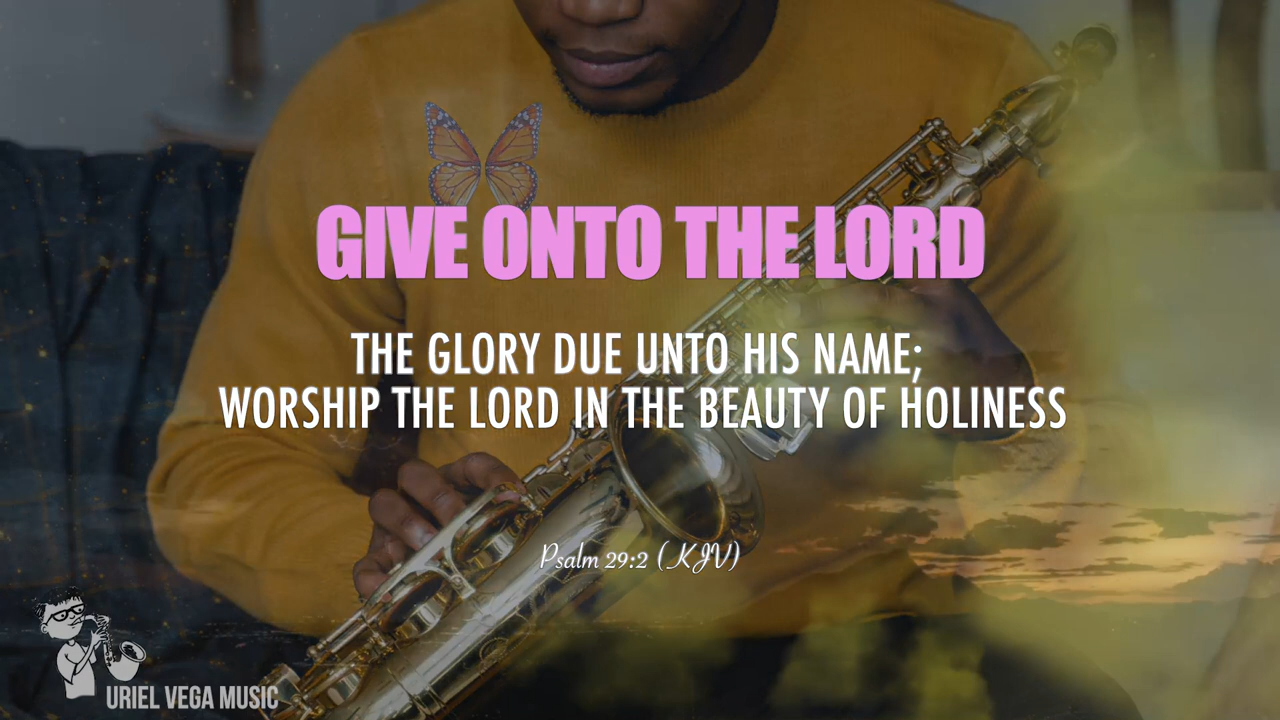 GIVE ONTO THE LORD
THE GLORY DUE UNTO HIS NAME;
WORSHIP THE LORD IN THE BEAUTY OF HOLINESS
Psalm 29:2 (KJV)
URIEL VEGA MUSIC